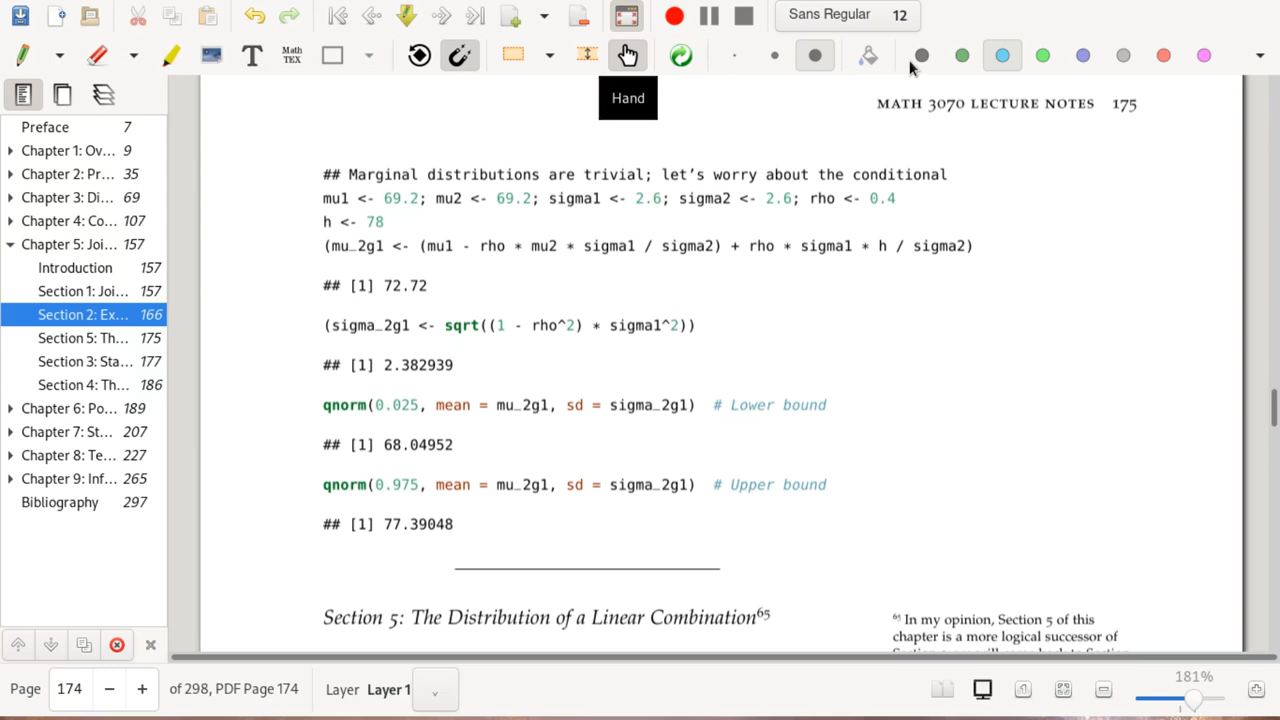 Sans Regular 12
Math
TEX
Hand
Preface 7
Chapter 1: Ov... 9
Chapter 2: Pr... 35
Chapter 3: Di... 69
Chapter 4: Co... 107
Chapter 5: Joi... 157
Introduction 157
Section 1: Joi... 157
Section 2: Ex... 166
Section 5: Th... 175
Section 3: Sta... 177
Section 4: Th... 186
Chapter 6: Po... 189
Chapter 7: St... 207
Chapter 8: Te... 227
Chapter 9: Inf... 265
Bibliography 297
MATH 3070 LECTURE NOTES 175
## Marginal distributions are trivial; let's worry about the conditional
mu1 <- 69.2; mu2 <- 69.2; sigma1 <- 2.6; sigma2 <- 2.6; rho <- 0.4
h <- 78
(mu_2g1 <- (mu1 - rho * mu2 * sigma1 / sigma2) + rho * sigma1 * h / sigma2)
## [1] 72.72
(sigma_2g1 <- sqrt((1 - rho^2) * sigma1^2))
## [1] 2.382939
qnorm(0.025, mean = mu_2g1, sd = sigma_2g1) # Lower bound
## [1] 68.04952
qnorm(0.975, mean = mu_2g1, sd = sigma_2g1) # Upper bound
## [1] 77.39048
Section 5: The Distribution of a Linear Combination65
65 In my opinion, Section 5 of this
chapter is a more logical successor of
Page 174 of 298, PDF Page 174 Layer Layer 1 181%